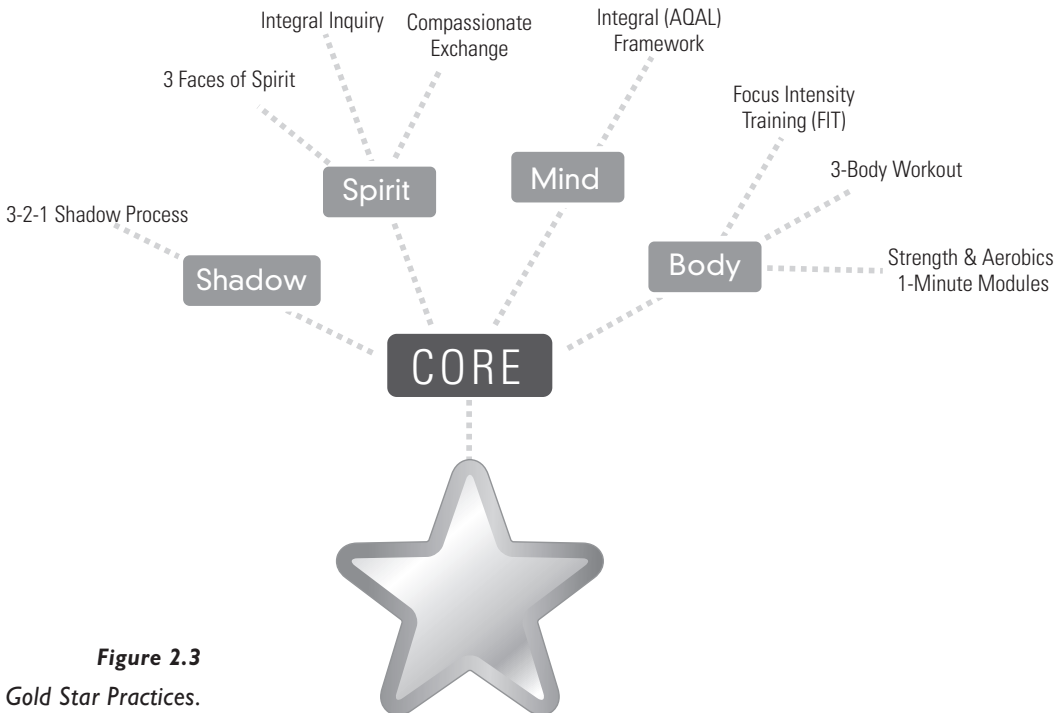 Integral Inquiry
Compassionate
Exchange
Integral (AQAL)
Framework
3 Faces of Spirit
Focus Intensity
Training (FIT)
Spirit
Mind
3-Body Workout
3-2-1 Shadow Process
Shadow
Body
Strength & Aerobics
1-Minute Modules
CORE
Figure 2.3
Gold Star Practices.